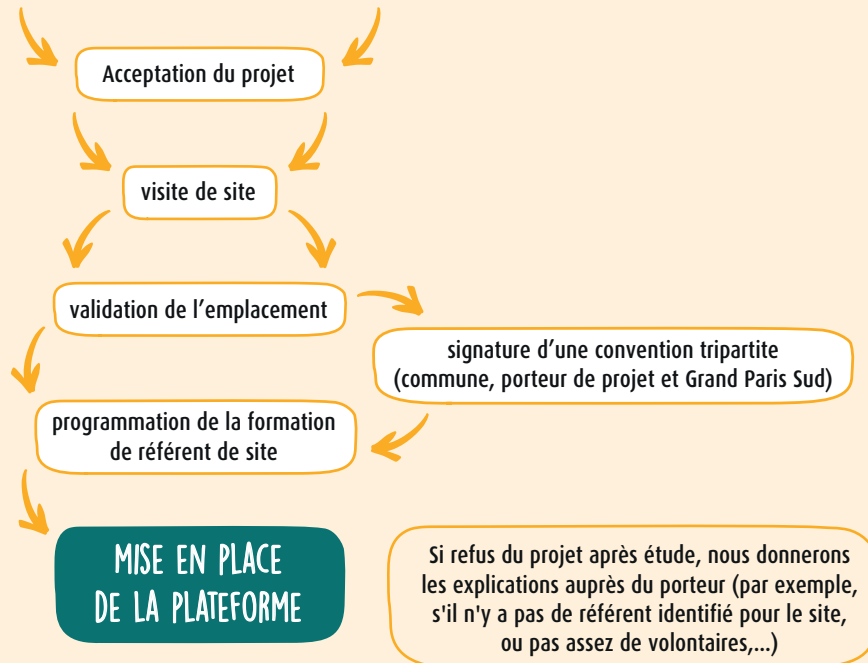 Acceptation du projet
visite de site
validation de l’emplacement
signature d’une convention tripartite
(commune, porteur de projet et Grand Paris Sud)
programmation de la formation
de référent de site
MISE EN PLACE
DE LA PLATEFORME
Si refus du projet après étude, nous donnerons
les explications auprès du porteur (par exemple,
s'il n'y a pas de référent identifié pour le site,
ou pas assez de volontaires,...)